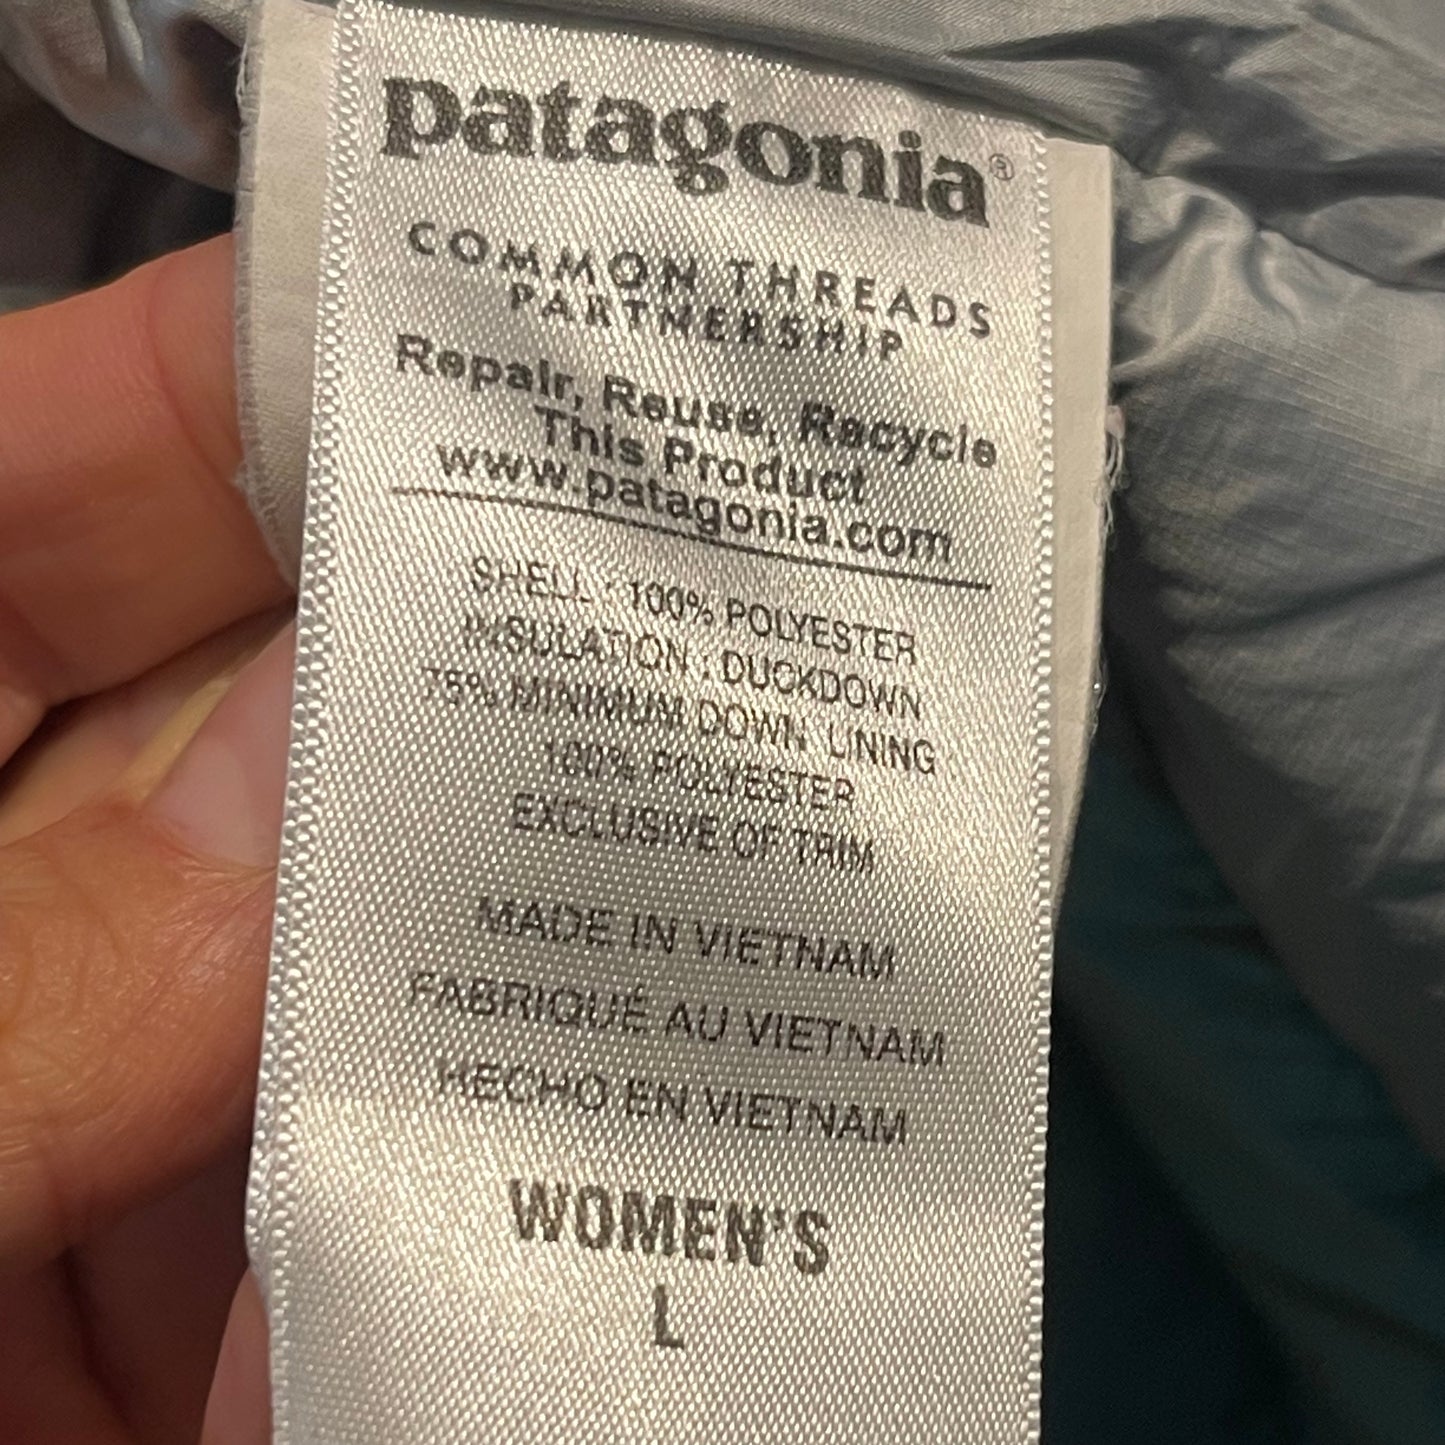 patagonia®
COMMON THREADS
PARTNERSHIP
Repair, Reuse, Recycle
This Product
www.patagonia.com
SHELL : 100% POLYESTER
INSULATION : DUCKDOWN
75% MINIMUM DOWN LINING :
100% POLYESTER
EXCLUSIVE OF TRIM
MADE IN VIETNAM
FABRIQUÉ AU VIETNAM
HECHO EN VIETNAM
WOMEN'S
L